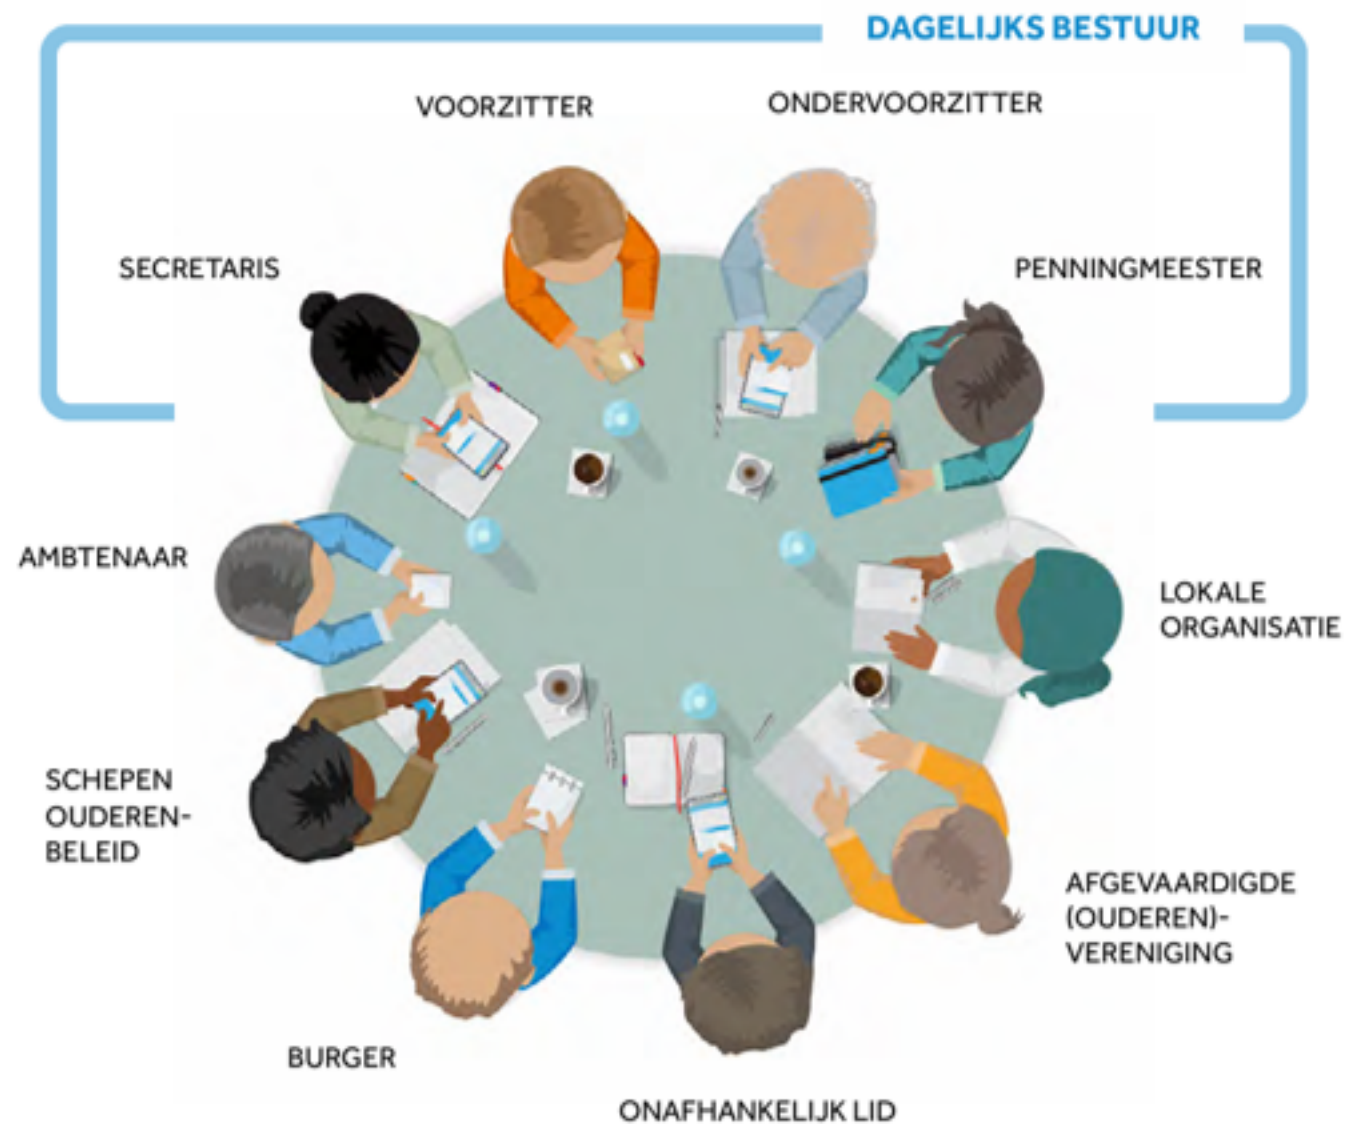 DAGELIJKS BESTUUR
VOORZITTER
ONDERVOORZITTER
SECRETARIS
PENNINGMEESTER
AMBTENAAR
LOKALE
ORGANISATIE
SCHEPEN
OUDEREN-
BELEID
AFGEVAARDIGDE
(OUDEREN)-
VERENIGING
BURGER
ONAFHANKELIJK LID